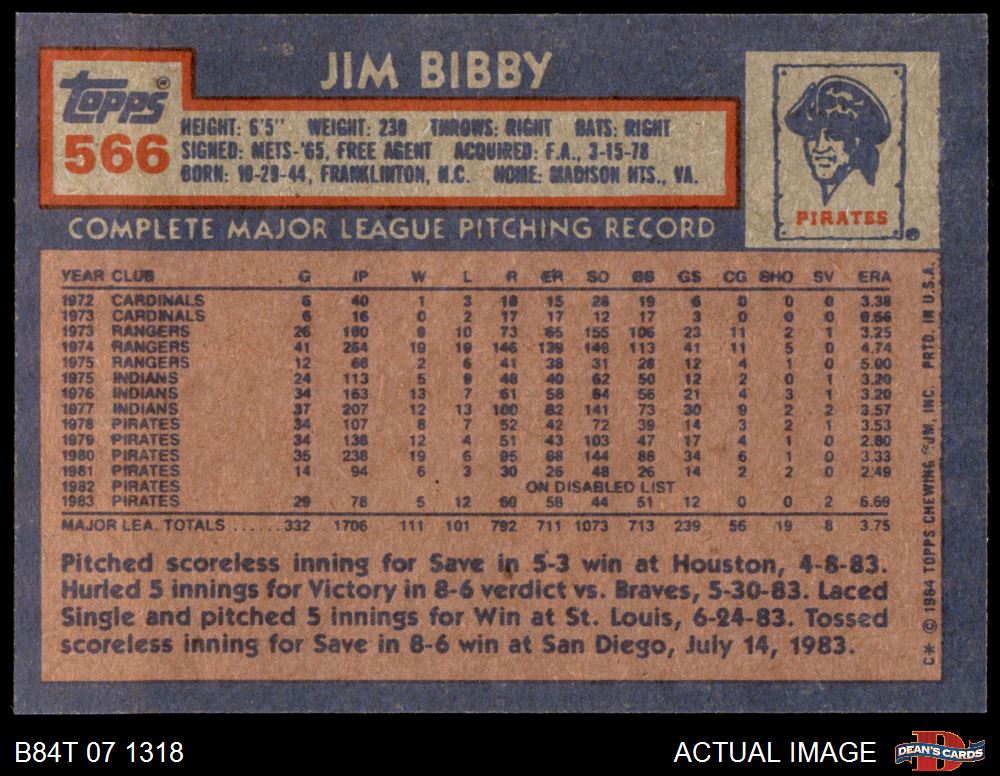 JIM BIBBY
Topps®
566
HEIGHT: 6'5" WEIGHT: 230 THROWS: RIGHT BATS: RIGHT
SIGNED: METS-'65, FREE AGENT ACQUIRED: F.A., 3-15-78
BORN: 10-29-44, FRANKLINTON, N.C. HOME: MADISON HTS., VA.
PIRATES
COMPLETE MAJOR LEAGUE PITCHING RECORD
YEAR CLUB G IP W L R ER SO BB GS CG SHO SV ERA
1972 CARDINALS 6 40 1 3 18 15 28 19 6 0 0 0 3.38
1973 CARDINALS 6 16 0 2 17 17 12 17 3 0 0 0 9.56
1973 RANGERS 26 180 9 10 73 65 155 106 23 11 2 1 3.25
1974 RANGERS 41 264 19 19 146 139 149 113 41 11 5 0 4.74
1975 RANGERS 12 68 2 6 41 38 31 28 12 4 1 0 5.00
1975 INDIANS 24 113 5 9 48 40 62 50 12 2 0 1 3.20
1976 INDIANS 34 163 13 7 61 58 84 56 21 4 3 1 3.20
1977 INDIANS 37 207 12 13 100 82 141 73 30 9 2 2 3.57
1978 PIRATES 34 107 8 7 52 42 72 39 14 3 2 1 3.53
1979 PIRATES 34 138 12 4 51 43 103 47 17 4 1 0 2.80
1980 PIRATES 35 238 19 6 95 88 144 88 34 6 1 0 3.33
1981 PIRATES 14 94 6 3 30 26 48 26 14 2 2 0 2.49
1982 PIRATES ON DISABLED LIST
1983 PIRATES 29 78 5 12 60 58 44 51 12 0 0 2 6.69
MAJOR LEA. TOTALS ......332 1706 111 101 792 711 1073 713 239 56 19 8 3.75
Pitched scoreless inning for Save in 5-3 win at Houston, 4-8-83.
Hurled 5 innings for Victory in 8-6 verdict vs. Braves, 5-30-83. Laced
Single and pitched 5 innings for Win at St. Louis, 6-24-83. Tossed
scoreless inning for Save in 8-6 win at San Diego, July 14, 1983.
C* © 1984 TOPPS CHEWING GUM, INC. PRTD. IN U.S.A.
B84T 07 1318
ACTUAL IMAGE
DEAN'S CARDS